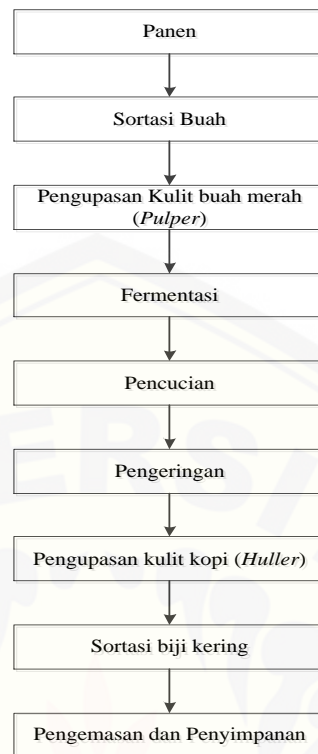 Panen
Sortasi Buah
Pengupasan Kulit buah merah
(Pulper)
Fermentasi
Pencucian
Pengeringan
Pengupasan kulit kopi (Huller)
Sortasi biji kering
Pengemasan dan Penyimpanan